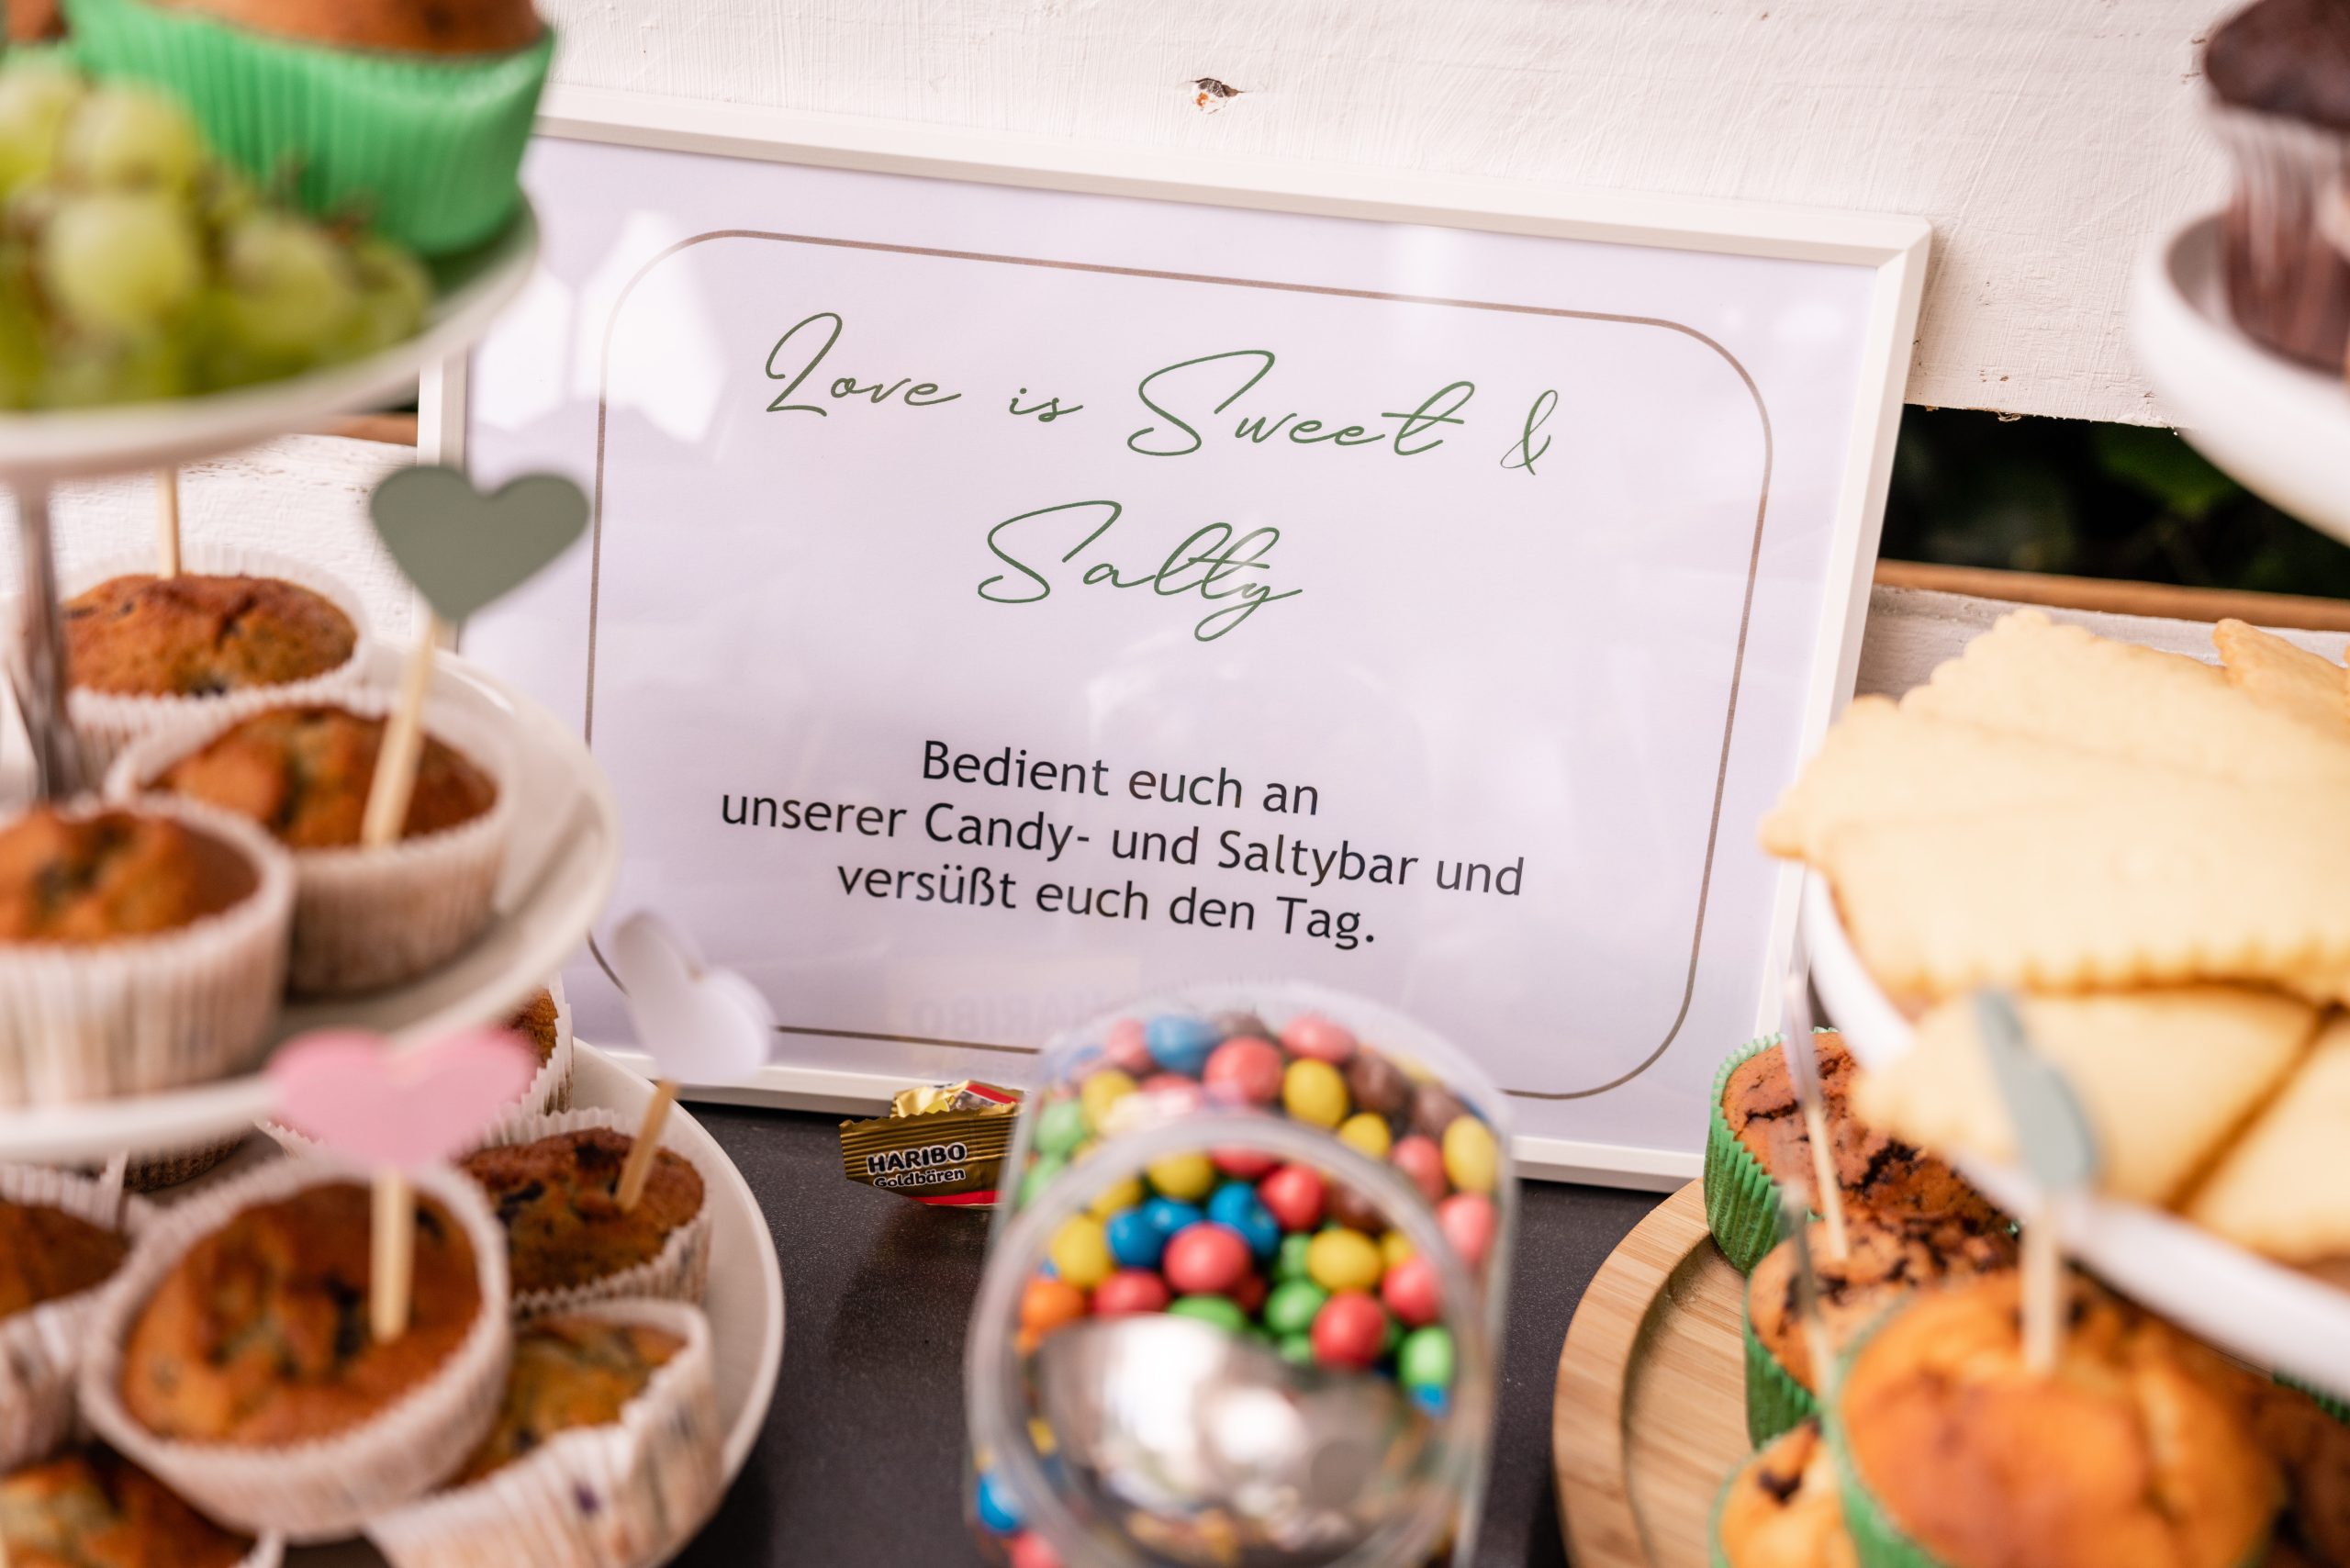 Love is Sweet &
Salty
Bedient euch an
unserer Candy- und Saltybar und
versüßt euch den Tag.
HARIBO
Goldbären